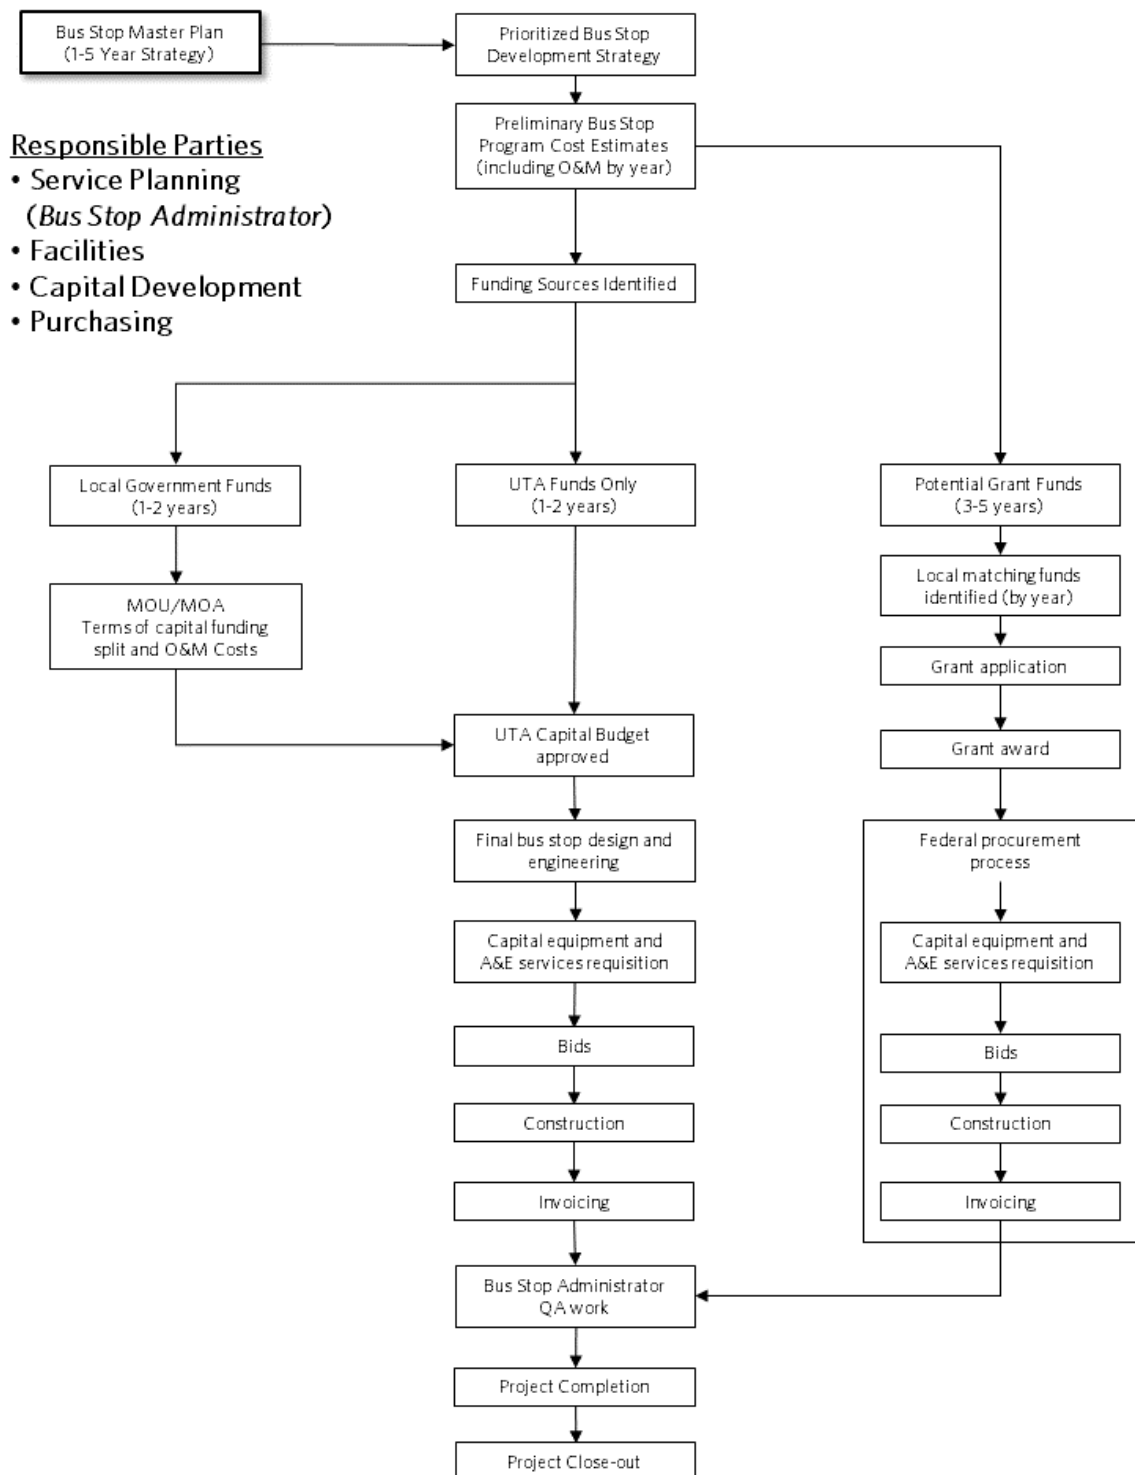 Bus Stop Master Plan
(1-5 Year Strategy)
Prioritized Bus Stop
Development Strategy
Preliminary Bus Stop
Program Cost Estimates
(including O&M by year)
Responsible Parties
• Service Planning
(Bus Stop Administrator)
• Facilities
• Capital Development
• Purchasing
Funding Sources Identified
Local Government Funds
(1-2 years)
UTA Funds Only
(1-2 years)
Potential Grant Funds
(3-5 years)
MOU/MOA
Terms of capital funding
split and O&M Costs
Local matching funds
identified (by year)
Grant application
UTA Capital Budget
approved
Grant award
Final bus stop design and
engineering
Federal procurement
process
Capital equipment and
A&E services requisition
Capital equipment and
A&E services requisition
Bids
Bids
Construction
Construction
Invoicing
Invoicing
Bus Stop Administrator
QA work
Project Completion
Project Close-out